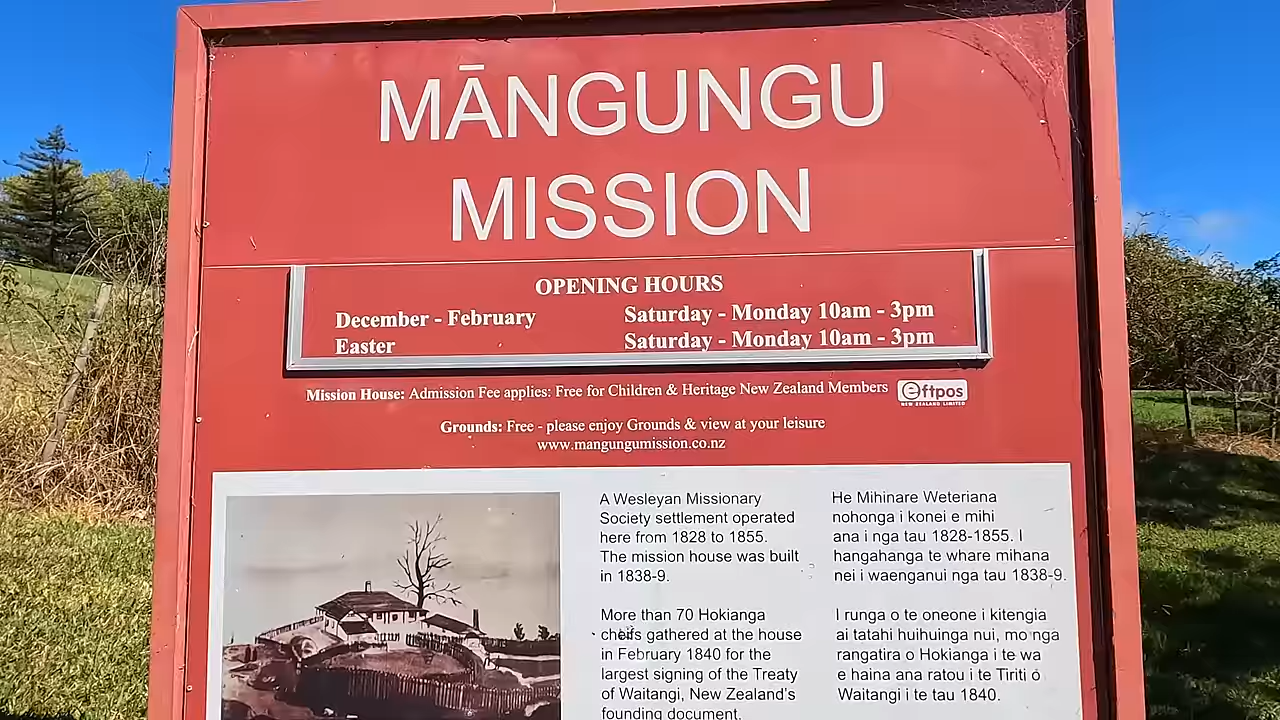 MĀNGUNGU
MISSION
OPENING HOURS
December - February Saturday - Monday 10am - 3pm
Easter Saturday - Monday 10am - 3pm
Mission House: Admission Fee applies: Free for Children & Heritage New Zealand Members eftpos
NEW ZEALAND LIMITED
Grounds: Free - please enjoy Grounds & view at your leisure
www.mangungumission.co.nz
A Wesleyan Missionary
Society settlement operated
here from 1828 to 1855.
The mission house was built
in 1838-9.
More than 70 Hokianga
cheifs gathered at the house
in February 1840 for the
largest signing of the Treaty
of Waitangi, New Zealand's
founding document.
He Mihinare Weteriana
nohonga i konei e mihi
ana i nga tau 1828-1855. I
hangahanga te whare mihana
nei i waenganui nga tau 1838-9.
I runga o te oneone i kitengia
ai tatahi huihuinga nui, mo nga
rangatira o Hokianga i te wa
e haina ana ratou i te Tiriti ó
Waitangi i te tau 1840.